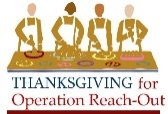 THANKSGIVING for
Operation Reach-Out